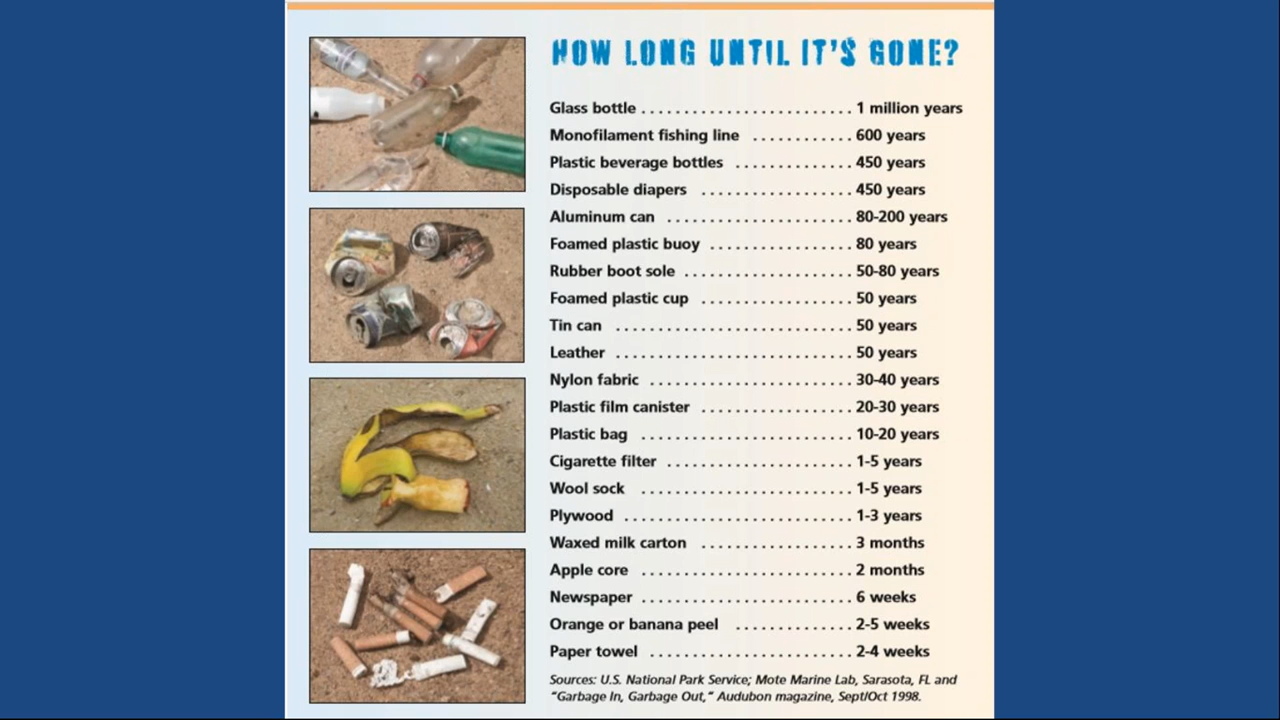 HOW LONG UNTIL IT'S GONE?
Glass bottle ........................ 1 million years
Monofilament fishing line ............ 600 years
Plastic beverage bottles .............. 450 years
Disposable diapers .................. 450 years
Aluminum can ...................... 80-200 years
Foamed plastic buoy ................. 80 years
Rubber boot sole .................... 50-80 years
Foamed plastic cup .................. 50 years
Tin can ............................ 50 years
Leather ............................ 50 years
Nylon fabric ........................ 30-40 years
Plastic film canister .................. 20-30 years
Plastic bag ......................... 10-20 years
Cigarette filter ...................... 1-5 years
Wool sock ......................... 1-5 years
Plywood ........................... 1-3 years
Waxed milk carton .................. 3 months
Apple core ......................... 2 months
Newspaper ......................... 6 weeks
Orange or banana peel .............. 2-5 weeks
Paper towel ........................ 2-4 weeks
Sources: U.S. National Park Service; Mote Marine Lab, Sarasota, FL and
"Garbage In, Garbage Out," Audubon magazine, Sept/Oct 1998.